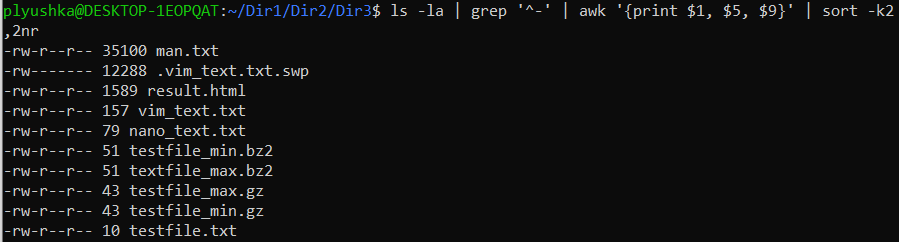 plyushka@DESKTOP-1EOPQAT:~/Dir1/Dir2/Dir3$ ls -la | grep '^-' | awk '{print $1, $5, $9}' | sort -k2
,2nr
-rw-r--r-- 35100 man.txt
-rw------- 12288 .vim_text.txt.swp
-rw-r--r-- 1589 result.html
-rw-r--r-- 157 vim_text.txt
-rw-r--r-- 79 nano_text.txt
-rw-r--r-- 51 testfile_min.bz2
-rw-r--r-- 51 textfile_max.bz2
-rw-r--r-- 43 testfile_max.gz
-rw-r--r-- 43 testfile_min.gz
-rw-r--r-- 10 testfile.txt